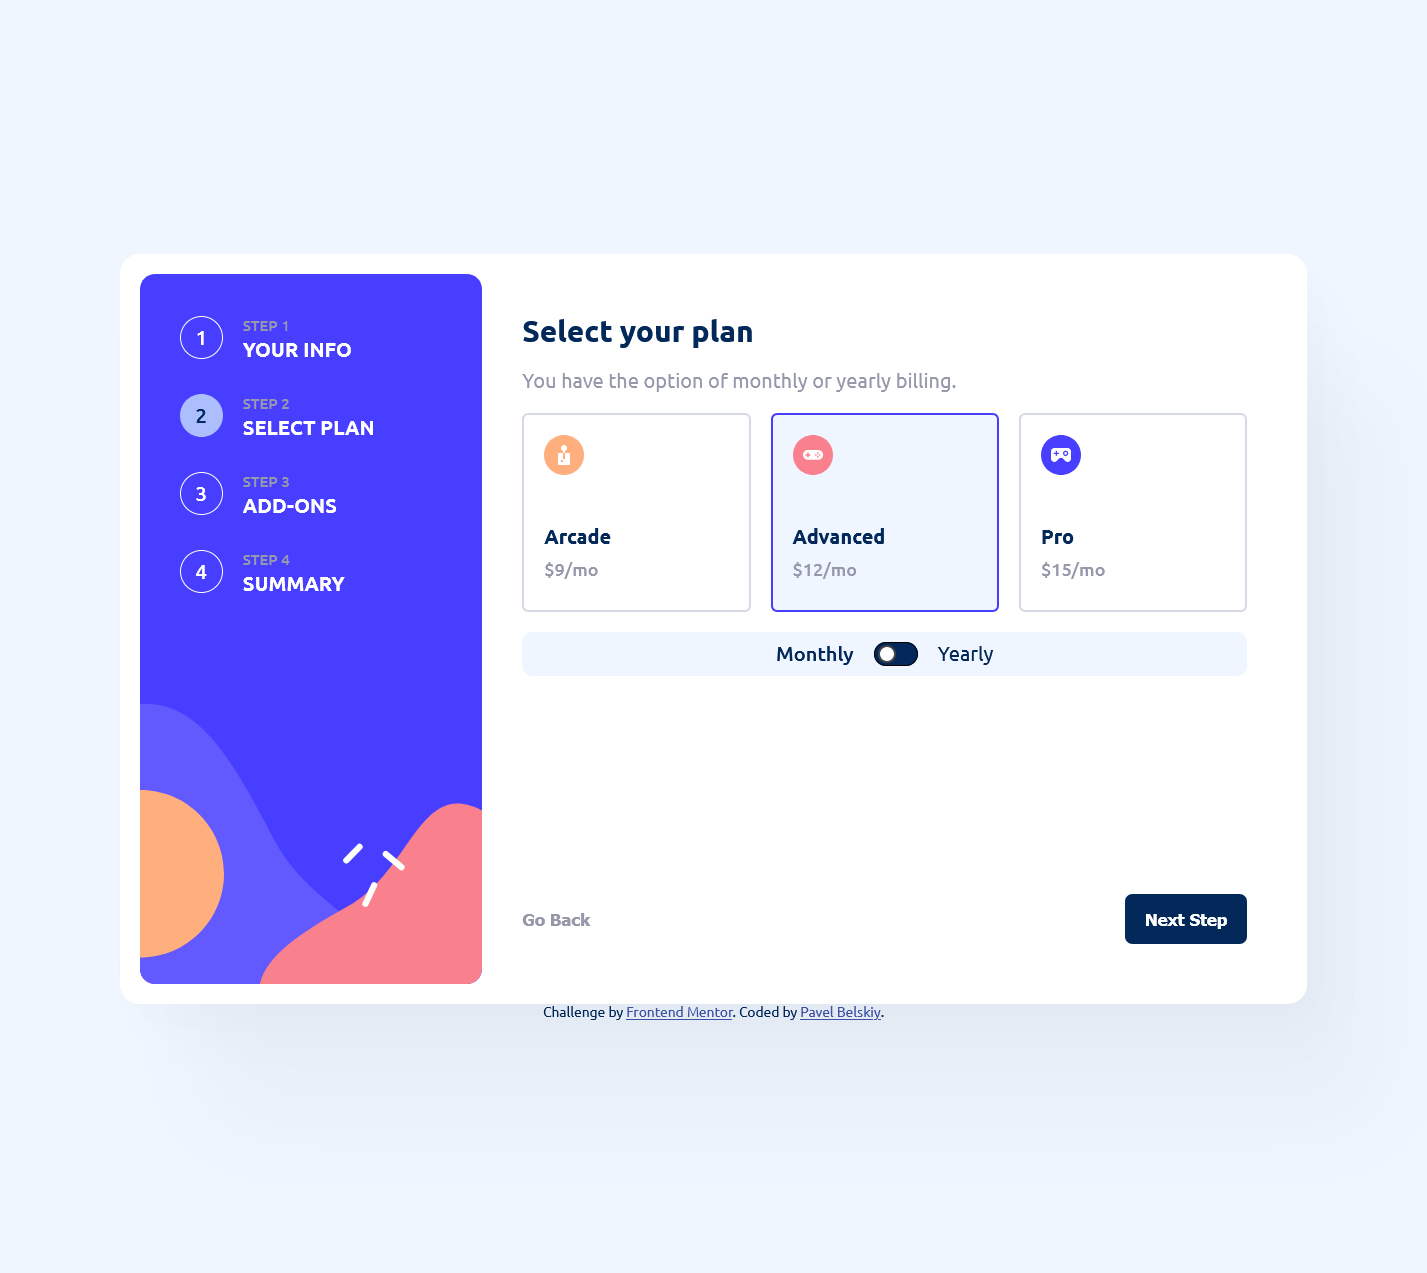 1
STEP 1
YOUR INFO
2
STEP 2
SELECT PLAN
3
STEP 3
ADD-ONS
4
STEP 4
SUMMARY
Select your plan
You have the option of monthly or yearly billing.
Arcade
$9/mo
Advanced
$12/mo
Pro
$15/mo
Monthly Yearly
Go Back
Next Step
Challenge by Frontend Mentor. Coded by Pavel Belskiy.